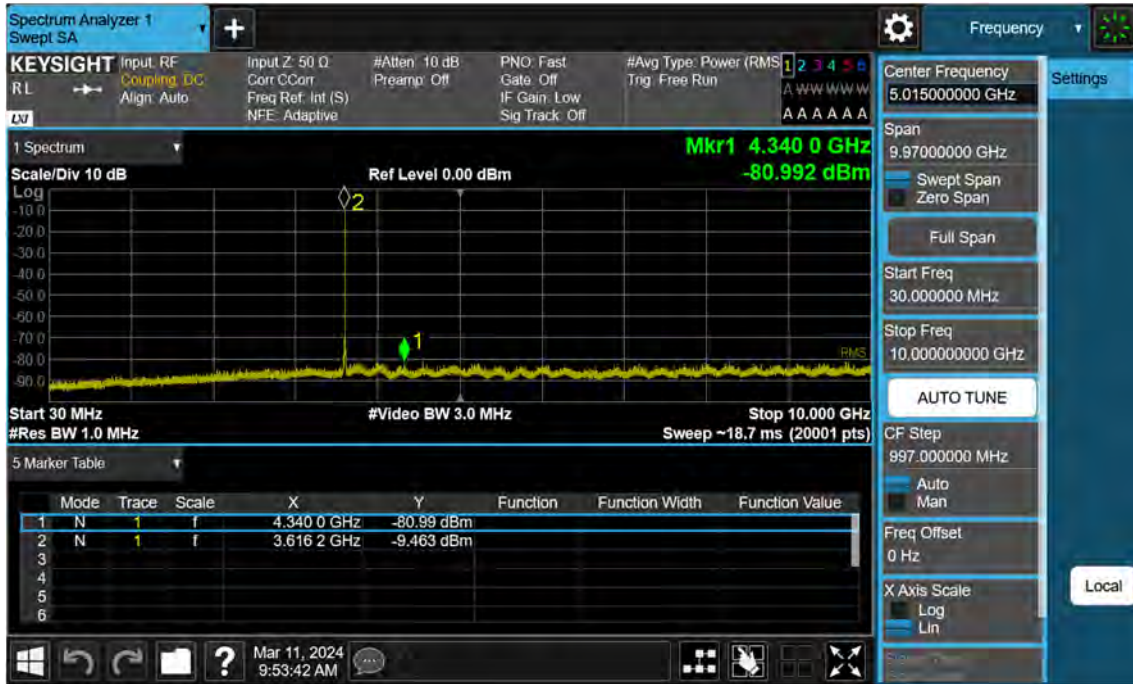 Spectrum Analyzer 1
Swept SA
+
Frequency
KEYSIGHT
RL
LXI
Input: RF
Coupling: DC
Align: Auto
Input Z: 50 Ω
Corr CCorr
Freq Ref: Int (S)
NFE: Adaptive
#Atten: 10 dB
Preamp: Off
PNO: Fast
Gate: Off
IF Gain: Low
Sig Track: Off
#Avg Type: Power (RMS
Trig: Free Run
1 2 3 4 5 6
A W W W W W
A A A A A A
1 Spectrum
Scale/Div 10 dB
Ref Level 0.00 dBm
Mkr1 4.340 0 GHz
-80.992 dBm
Log
-10.0
-20.0
-30.0
-40.0
-50.0
-60.0
-70.0
-80.0
-90.0
2
1
RMS
Start 30 MHz
#Video BW 3.0 MHz
Stop 10.000 GHz
#Res BW 1.0 MHz
Sweep ~18.7 ms (20001 pts)
5 Marker Table
Mode Trace Scale X Y Function Function Width Function Value
1 N 1 f 4.340 0 GHz -80.99 dBm
2 N 1 f 3.616 2 GHz -9.463 dBm
3
4
5
6
?
Mar 11, 2024
9:53:42 AM
Center Frequency
5.015000000 GHz
Span
9.97000000 GHz
Swept Span
Zero Span
Full Span
Start Freq
30.000000 MHz
Stop Freq
10.000000000 GHz
AUTO TUNE
CF Step
997.000000 MHz
Auto
Man
Freq Offset
0 Hz
X Axis Scale
Log
Lin
Settings
Local